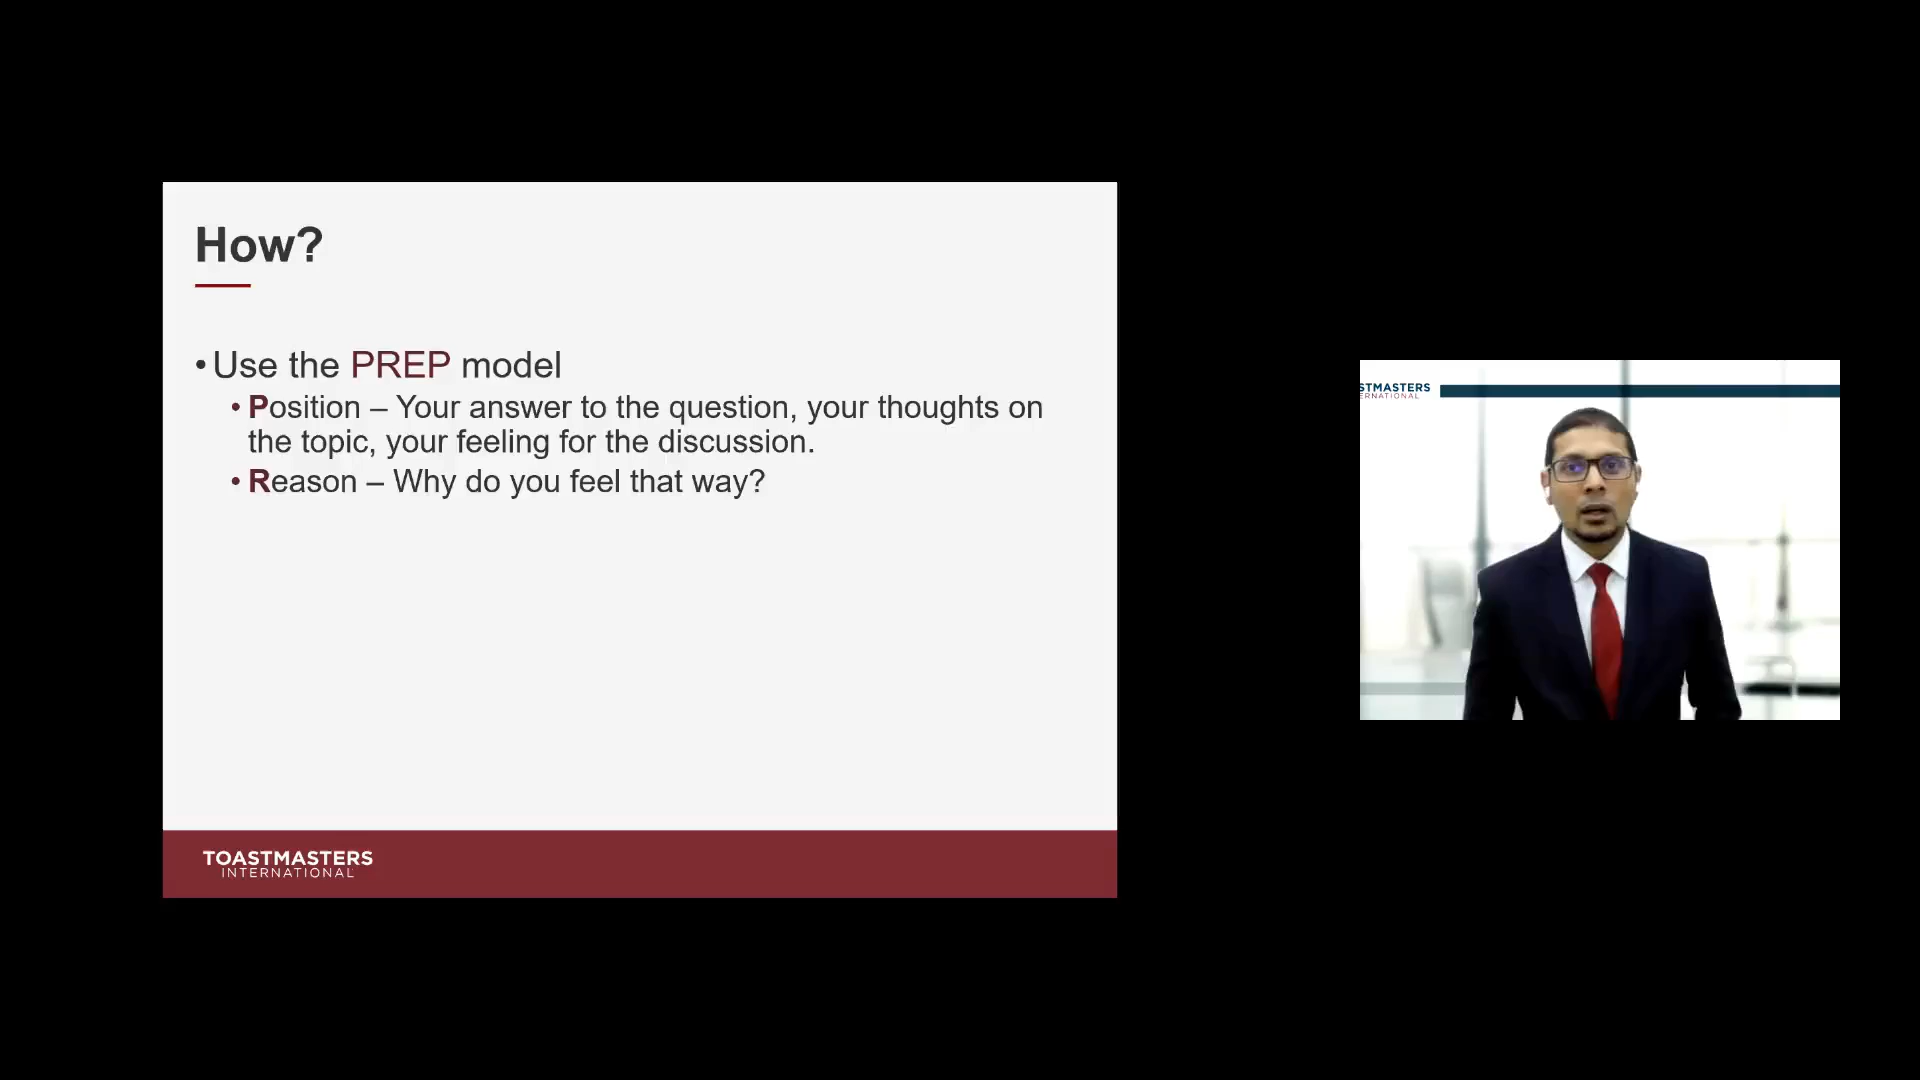 How?
• Use the PREP model
• Position – Your answer to the question, your thoughts on
the topic, your feeling for the discussion.
• Reason – Why do you feel that way?
TOASTMASTERS
INTERNATIONAL
STMASTERS
ERNATIONAL